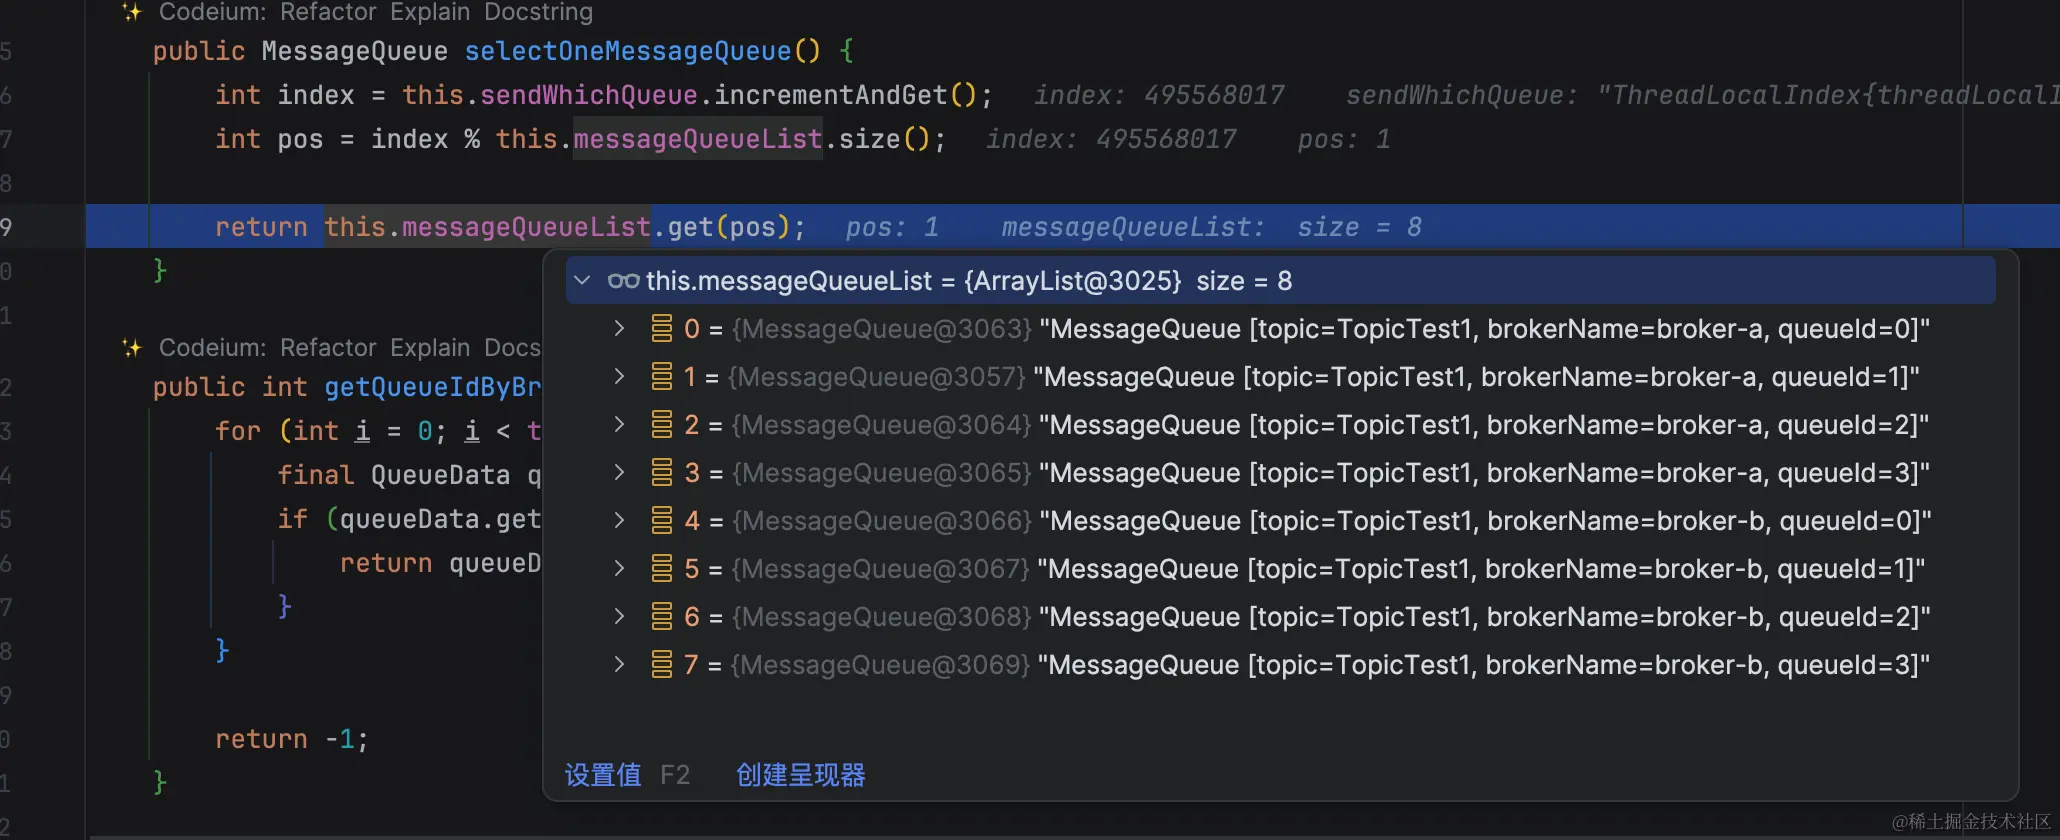 Codeium: Refactor Explain Docstring
5 public MessageQueue selectOneMessageQueue() {
6 int index = this.sendWhichQueue.incrementAndGet(); index: 495568017 sendWhichQueue: "ThreadLocalIndex{threadLocalI
7 int pos = index % this.messageQueueList.size(); index: 495568017 pos: 1
8
9 return this.messageQueueList.get(pos); pos: 1 messageQueueList: size = 8
0 }
this.messageQueueList = {ArrayList@3025} size = 8
0 = {MessageQueue@3063} "MessageQueue [topic=TopicTest1, brokerName=broker-a, queueId=0]"
1 = {MessageQueue@3057} "MessageQueue [topic=TopicTest1, brokerName=broker-a, queueId=1]"
2 = {MessageQueue@3064} "MessageQueue [topic=TopicTest1, brokerName=broker-a, queueId=2]"
3 = {MessageQueue@3065} "MessageQueue [topic=TopicTest1, brokerName=broker-a, queueId=3]"
4 = {MessageQueue@3066} "MessageQueue [topic=TopicTest1, brokerName=broker-b, queueId=0]"
5 = {MessageQueue@3067} "MessageQueue [topic=TopicTest1, brokerName=broker-b, queueId=1]"
6 = {MessageQueue@3068} "MessageQueue [topic=TopicTest1, brokerName=broker-b, queueId=2]"
7 = {MessageQueue@3069} "MessageQueue [topic=TopicTest1, brokerName=broker-b, queueId=3]"
设置值 F2 创建呈现器
1
Codeium: Refactor Explain Docs
2 public int getQueueIdByBr
3 for (int i = 0; i < t
4 final QueueData q
5 if (queueData.get
6 return queueD
7 }
8 }
9
0 return -1;
1 }
2
@稀土掘金技术社区